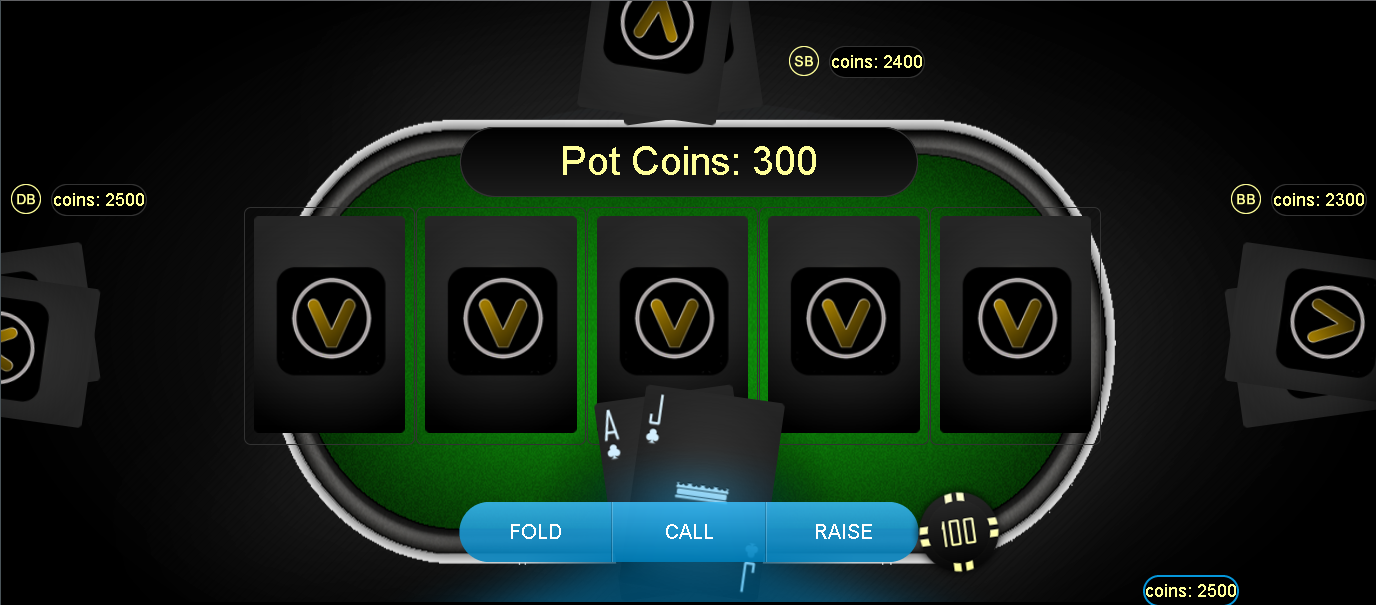 SB coins: 2400
Pot Coins: 300
DB coins: 2500
BB coins: 2300
V V V V V
A J
FOLD CALL RAISE
100
J
coins: 2500